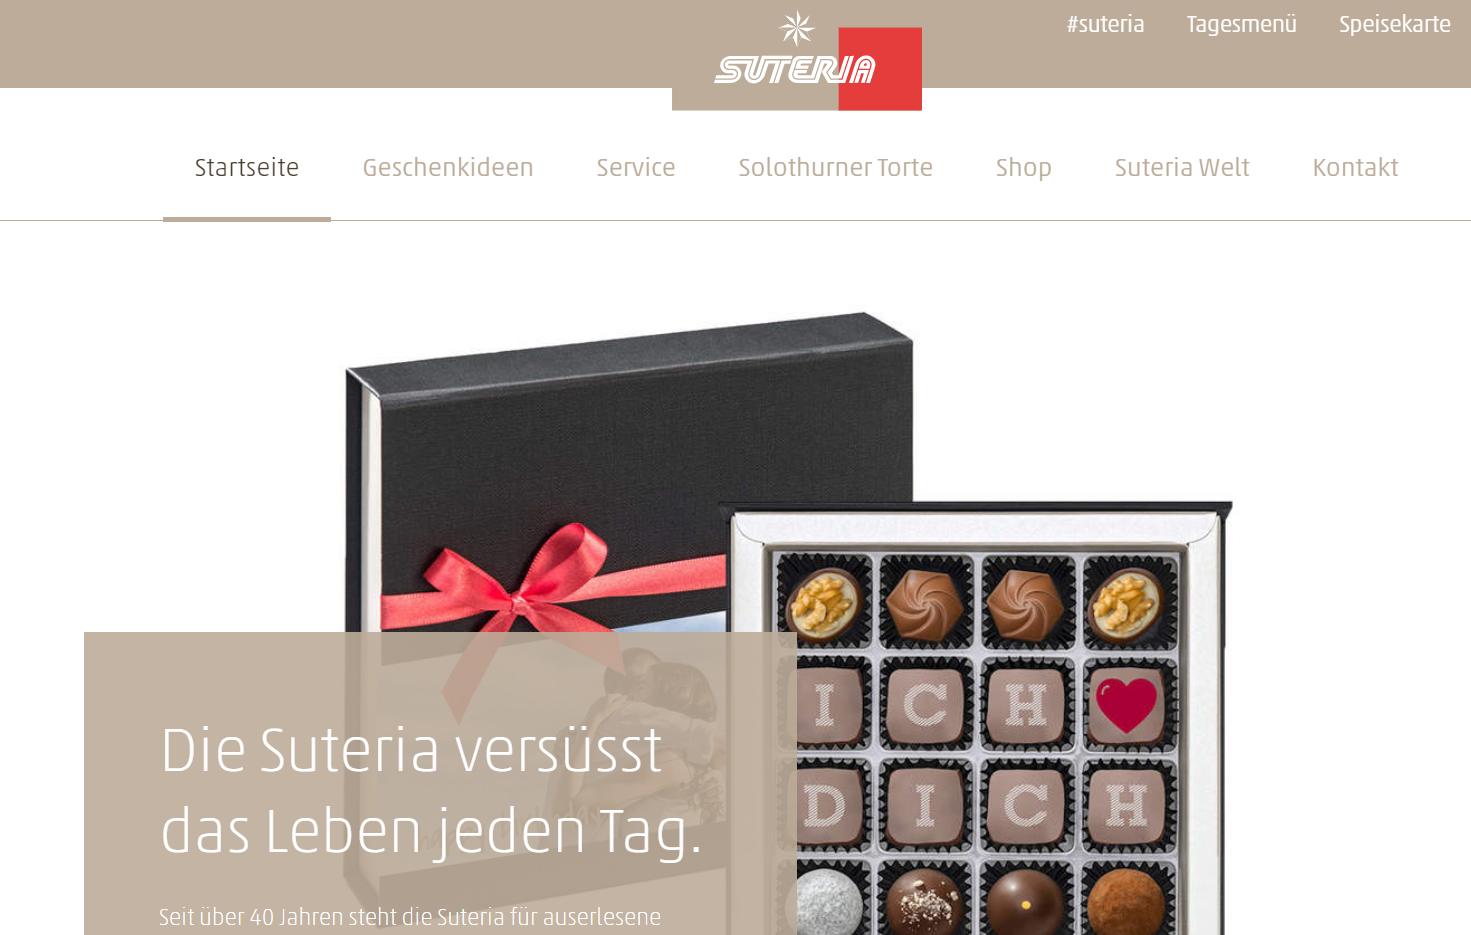 #suteria Tagesmenü Speisekarte
SUTERIA
Startseite Geschenkideen Service Solothurner Torte Shop Suteria Welt Kontakt
I C H
D I C H
Die Suteria versüsst
das Leben jeden Tag.
Seit über 40 Jahren steht die Suteria für auserlesene